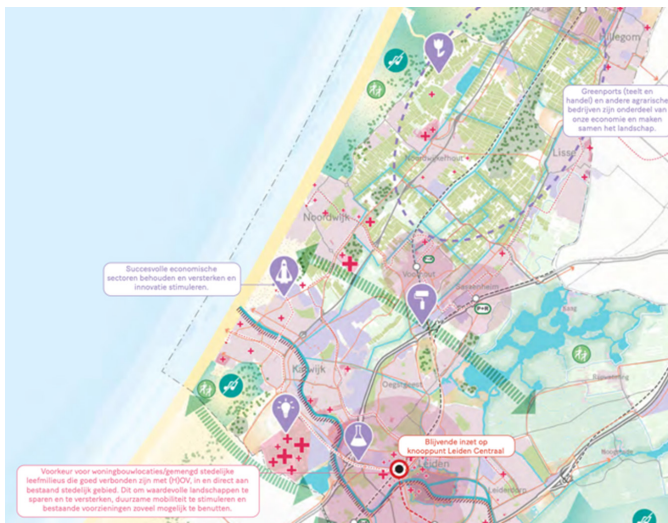 Hillegom
Greenports (teelt en
handel) en andere agrarische
bedrijven zijn onderdeel van
onze economie en maken
samen het landschap.
Noordwijkerhout
Lisse
Noordwijk
Voorhout
Succesvolle economische
sectoren behouden en versterken en
innovatie stimuleren.
Sassenheim
P+R
Katwijk
Oegstgeest
Blijvende inzet op
knooppunt Leiden Centraal
Leiden
Leiderdorp
Voorkeur voor woningbouwlocaties/gemengd stedelijke
leefmilieus die goed verbonden zijn met (H)OV, in en direct aan
bestaand stedelijk gebied. Dit om waardevolle landschappen te
sparen en te versterken, duurzame mobiliteit te stimuleren en
bestaande voorzieningen zoveel mogelijk te benutten.